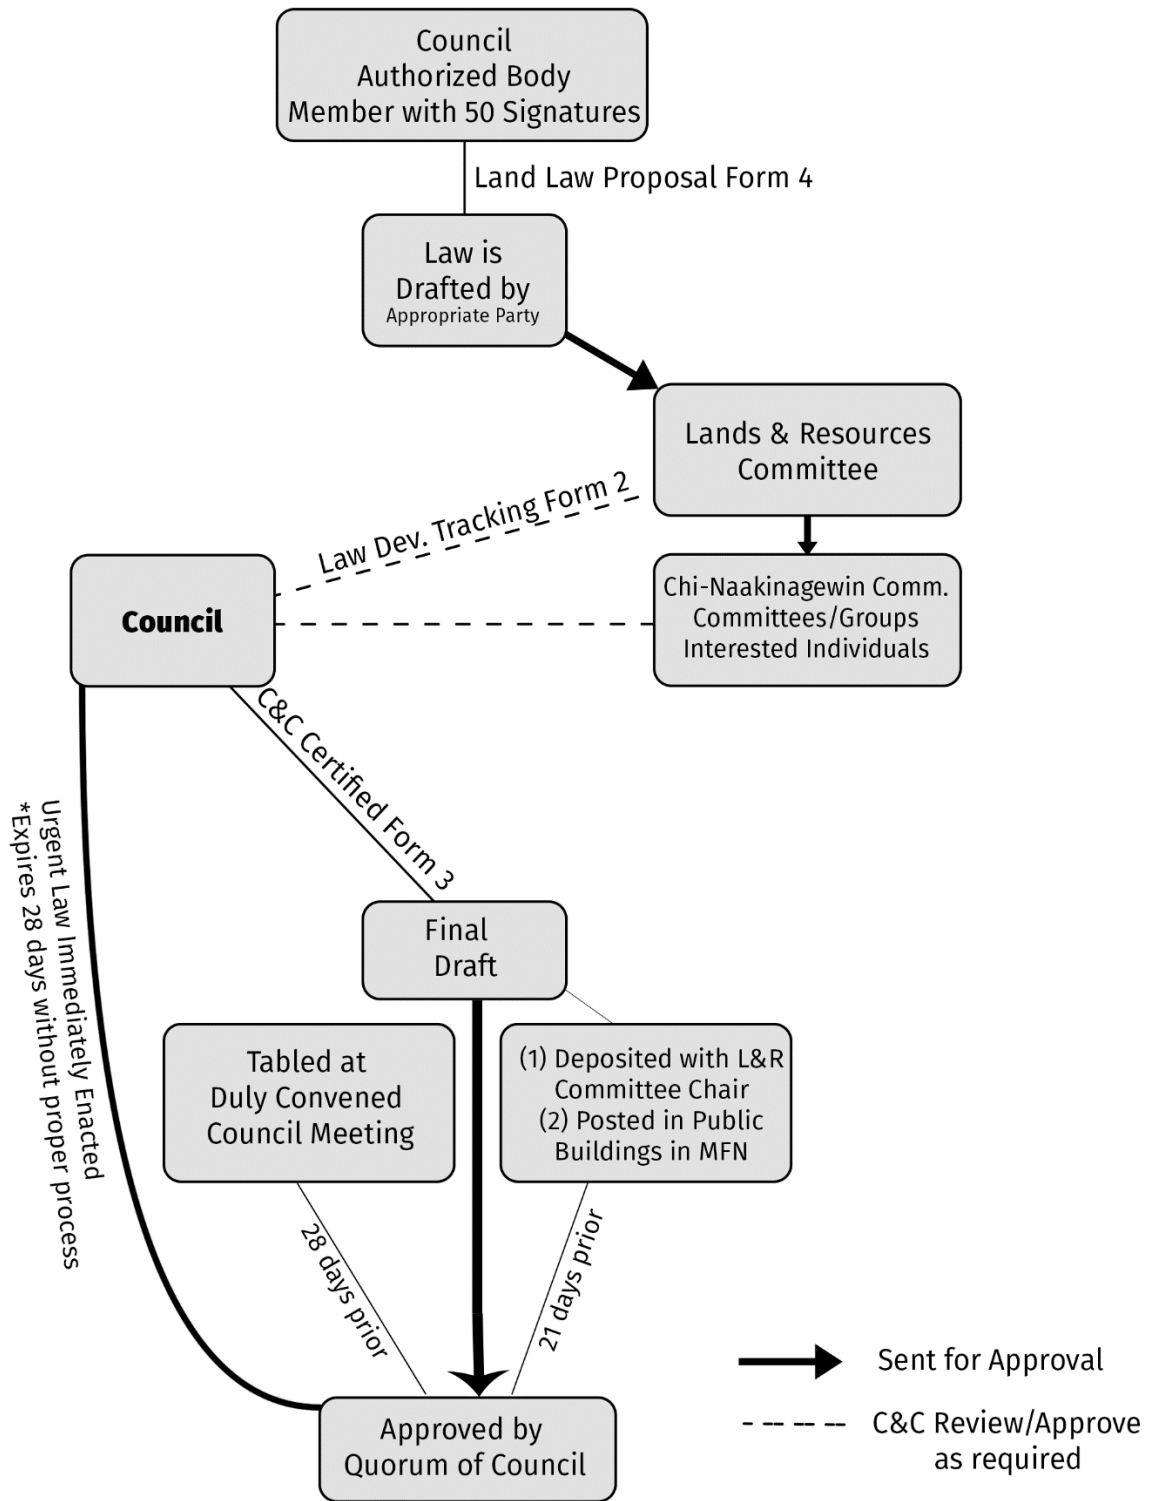 Council
Authorized Body
Member with 50 Signatures
Land Law Proposal Form 4
Law is
Drafted by
Appropriate Party
Lands & Resources
Committee
Law Dev. Tracking Form 2
Council
Chi-Naakinagewin Comm.
Committees/Groups
Interested Individuals
C&C Certified Form 3
Urgent Law Immediately Enacted
*Expires 28 days without proper process
Final
Draft
Tabled at
Duly Convened
Council Meeting
(1) Deposited with L&R
Committee Chair
(2) Posted in Public
Buildings in MFN
28 days prior
21 days prior
Approved by
Quorum of Council
Sent for Approval
C&C Review/Approve
as required